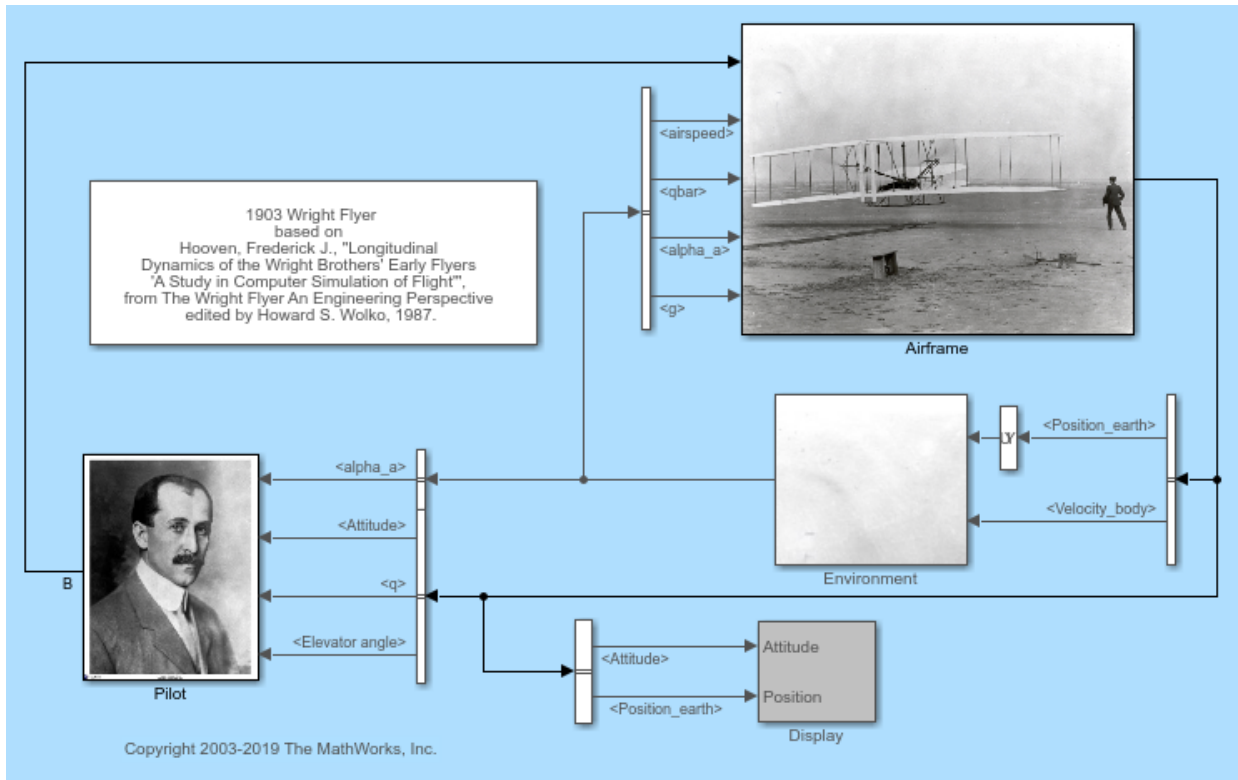 <airspeed>
<qbar>
<alpha_a>
<g>
Airframe
1903 Wright Flyer
based on
Hooven, Frederick J., "Longitudinal
Dynamics of the Wright Brothers' Early Flyers
'A Study in Computer Simulation of Flight'",
from The Wright Flyer An Engineering Perspective
edited by Howard S. Wolko, 1987.
<Position_earth>
<Velocity_body>
Environment
<alpha_a>
<Attitude>
<q>
<Elevator angle>
B
Pilot
<Attitude>
<Position_earth>
Attitude
Position
Display
Copyright 2003-2019 The MathWorks, Inc.